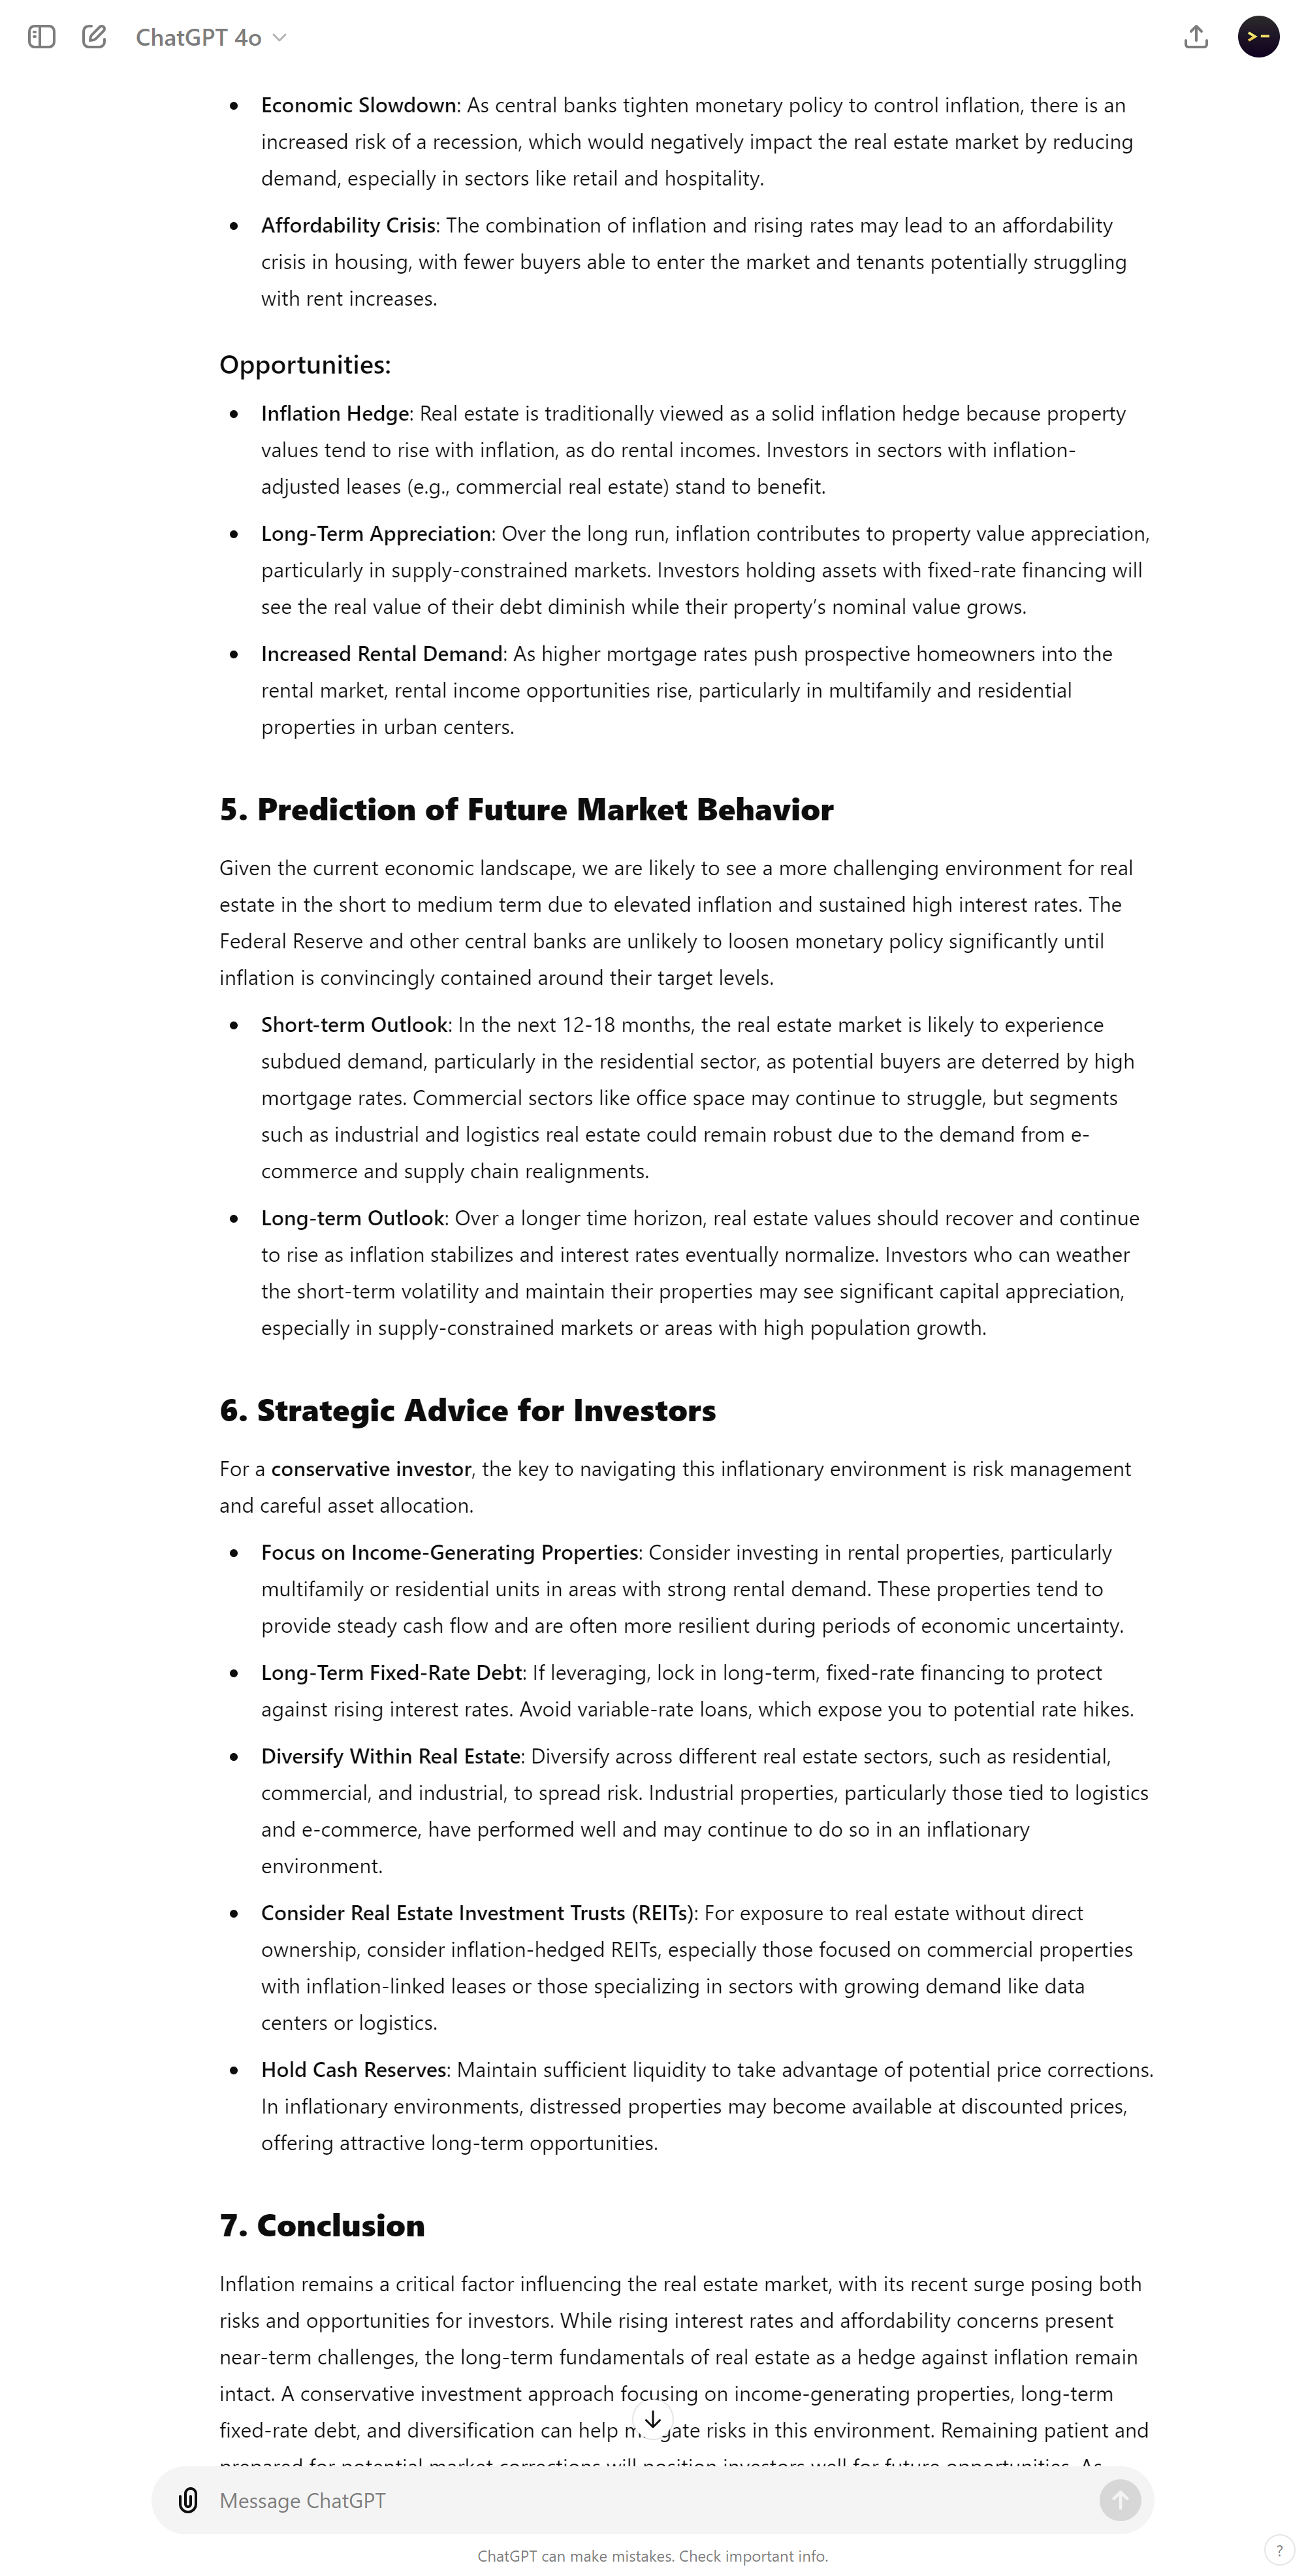 ChatGPT 4o
Economic Slowdown: As central banks tighten monetary policy to control inflation, there is an
increased risk of a recession, which would negatively impact the real estate market by reducing
demand, especially in sectors like retail and hospitality.
Affordability Crisis: The combination of inflation and rising rates may lead to an affordability
crisis in housing, with fewer buyers able to enter the market and tenants potentially struggling
with rent increases.
Opportunities:
Inflation Hedge: Real estate is traditionally viewed as a solid inflation hedge because property
values tend to rise with inflation, as do rental incomes. Investors in sectors with inflation-
adjusted leases (e.g., commercial real estate) stand to benefit.
Long-Term Appreciation: Over the long run, inflation contributes to property value appreciation,
particularly in supply-constrained markets. Investors holding assets with fixed-rate financing will
see the real value of their debt diminish while their property’s nominal value grows.
Increased Rental Demand: As higher mortgage rates push prospective homeowners into the
rental market, rental income opportunities rise, particularly in multifamily and residential
properties in urban centers.
5. Prediction of Future Market Behavior
Given the current economic landscape, we are likely to see a more challenging environment for real
estate in the short to medium term due to elevated inflation and sustained high interest rates. The
Federal Reserve and other central banks are unlikely to loosen monetary policy significantly until
inflation is convincingly contained around their target levels.
Short-term Outlook: In the next 12-18 months, the real estate market is likely to experience
subdued demand, particularly in the residential sector, as potential buyers are deterred by high
mortgage rates. Commercial sectors like office space may continue to struggle, but segments
such as industrial and logistics real estate could remain robust due to the demand from e-
commerce and supply chain realignments.
Long-term Outlook: Over a longer time horizon, real estate values should recover and continue
to rise as inflation stabilizes and interest rates eventually normalize. Investors who can weather
the short-term volatility and maintain their properties may see significant capital appreciation,
especially in supply-constrained markets or areas with high population growth.
6. Strategic Advice for Investors
For a conservative investor, the key to navigating this inflationary environment is risk management
and careful asset allocation.
Focus on Income-Generating Properties: Consider investing in rental properties, particularly
multifamily or residential units in areas with strong rental demand. These properties tend to
provide steady cash flow and are often more resilient during periods of economic uncertainty.
Long-Term Fixed-Rate Debt: If leveraging, lock in long-term, fixed-rate financing to protect
against rising interest rates. Avoid variable-rate loans, which expose you to potential rate hikes.
Diversify Within Real Estate: Diversify across different real estate sectors, such as residential,
commercial, and industrial, to spread risk. Industrial properties, particularly those tied to logistics
and e-commerce, have performed well and may continue to do so in an inflationary
environment.
Consider Real Estate Investment Trusts (REITs): For exposure to real estate without direct
ownership, consider inflation-hedged REITs, especially those focused on commercial properties
with inflation-linked leases or those specializing in sectors with growing demand like data
centers or logistics.
Hold Cash Reserves: Maintain sufficient liquidity to take advantage of potential price corrections.
In inflationary environments, distressed properties may become available at discounted prices,
offering attractive long-term opportunities.
7. Conclusion
Inflation remains a critical factor influencing the real estate market, with its recent surge posing both
risks and opportunities for investors. While rising interest rates and affordability concerns present
near-term challenges, the long-term fundamentals of real estate as a hedge against inflation remain
intact. A conservative investment approach focusing on income-generating properties, long-term
fixed-rate debt, and diversification can help mitigate risks in this environment. Remaining patient and
prepared for potential market corrections will position investors well for future opportunities. As
Message ChatGPT
ChatGPT can make mistakes. Check important info.
?